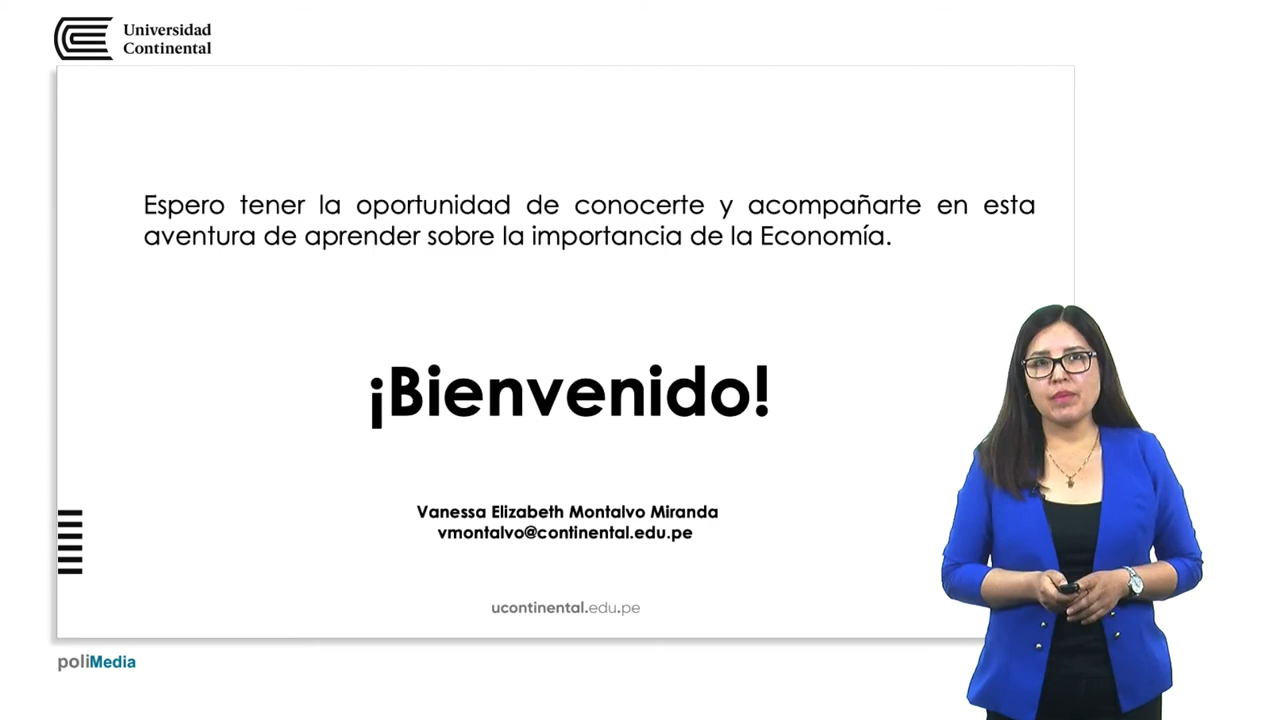 Universidad
Continental
Espero tener la oportunidad de conocerte y acompañarte en esta
aventura de aprender sobre la importancia de la Economía.
¡Bienvenido!
Vanessa Elizabeth Montalvo Miranda
vmontalvo@continental.edu.pe
ucontinental.edu.pe
poliMedia